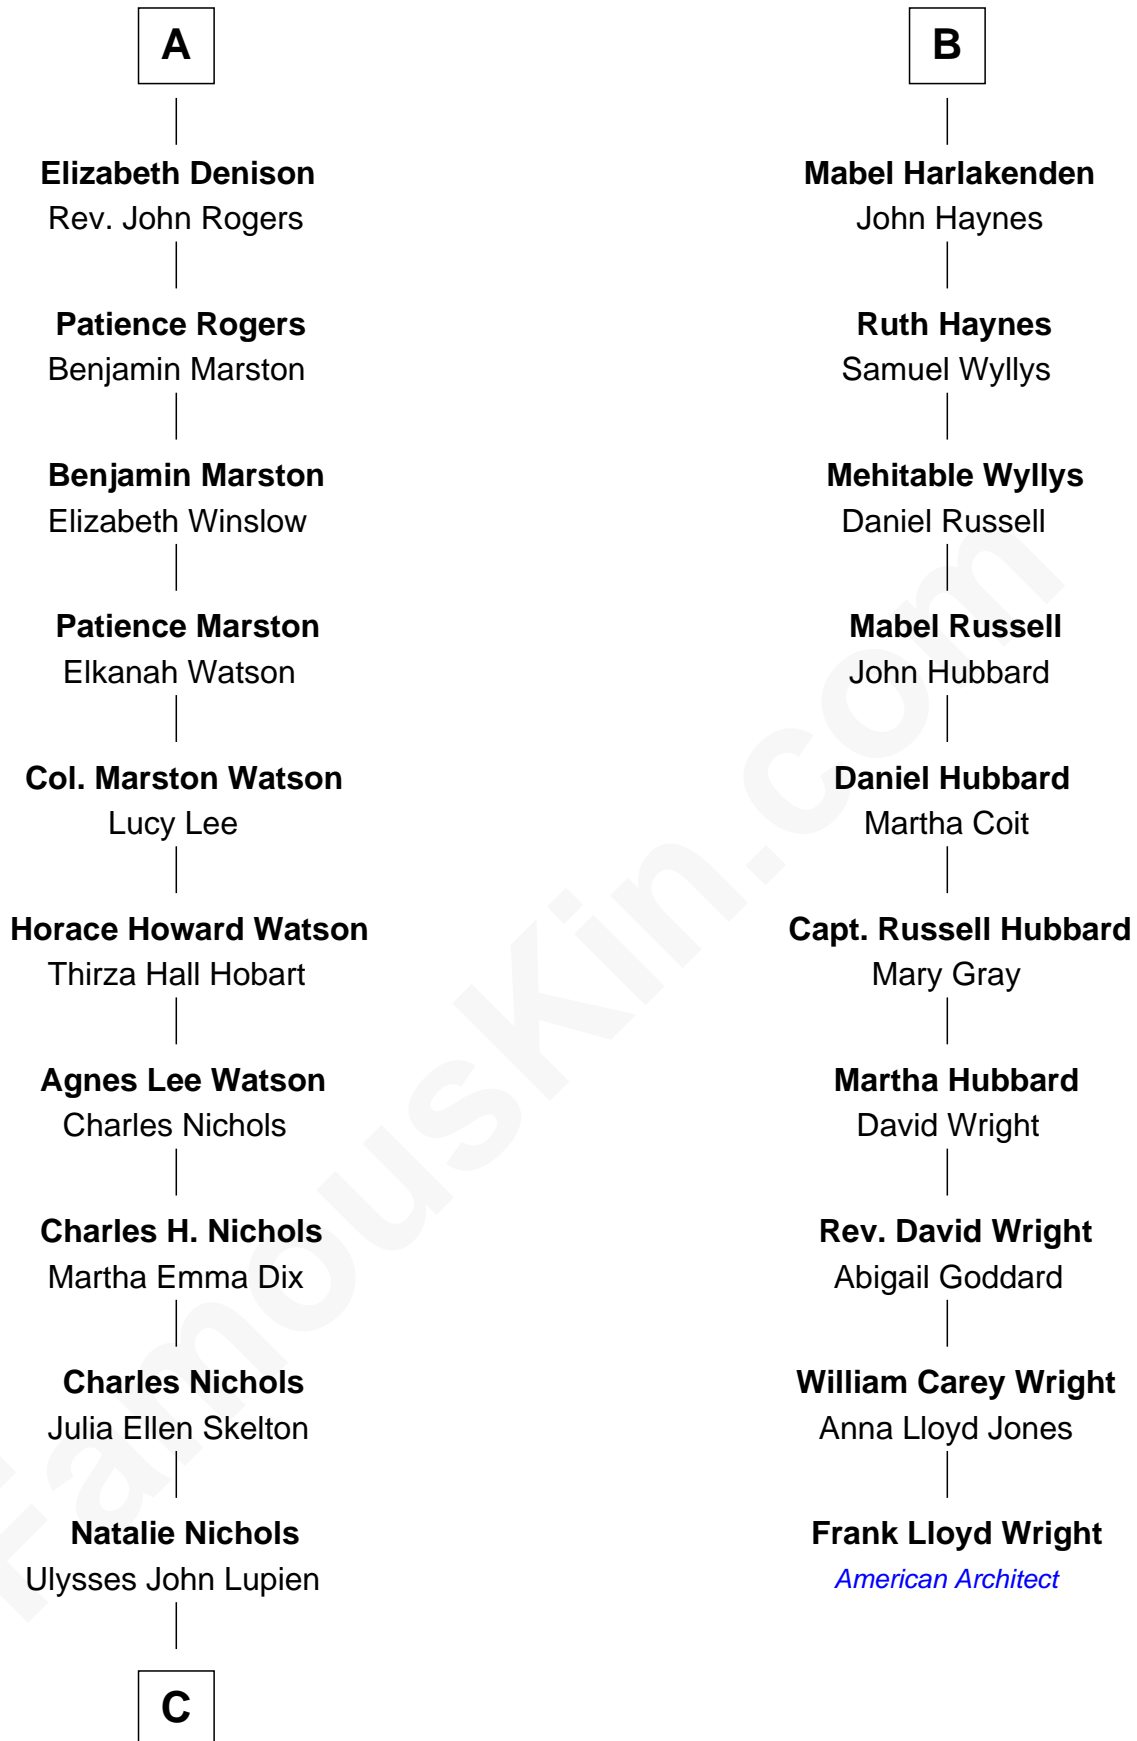 A
Elizabeth Denison
Rev. John Rogers
Patience Rogers
Benjamin Marston
Benjamin Marston
Elizabeth Winslow
Patience Marston
Elkanah Watson
Col. Marston Watson
Lucy Lee
Horace Howard Watson
Thirza Hall Hobart
Agnes Lee Watson
Charles Nichols
Charles H. Nichols
Martha Emma Dix
Charles Nichols
Julia Ellen Skelton
Natalie Nichols
Ulysses John Lupien
C
B
Mabel Harlakenden
John Haynes
Ruth Haynes
Samuel Wyllys
Mehitable Wyllys
Daniel Russell
Mabel Russell
John Hubbard
Daniel Hubbard
Martha Coit
Capt. Russell Hubbard
Mary Gray
Martha Hubbard
David Wright
Rev. David Wright
Abigail Goddard
William Carey Wright
Anna Lloyd Jones
Frank Lloyd Wright
American Architect
FamousKin.com